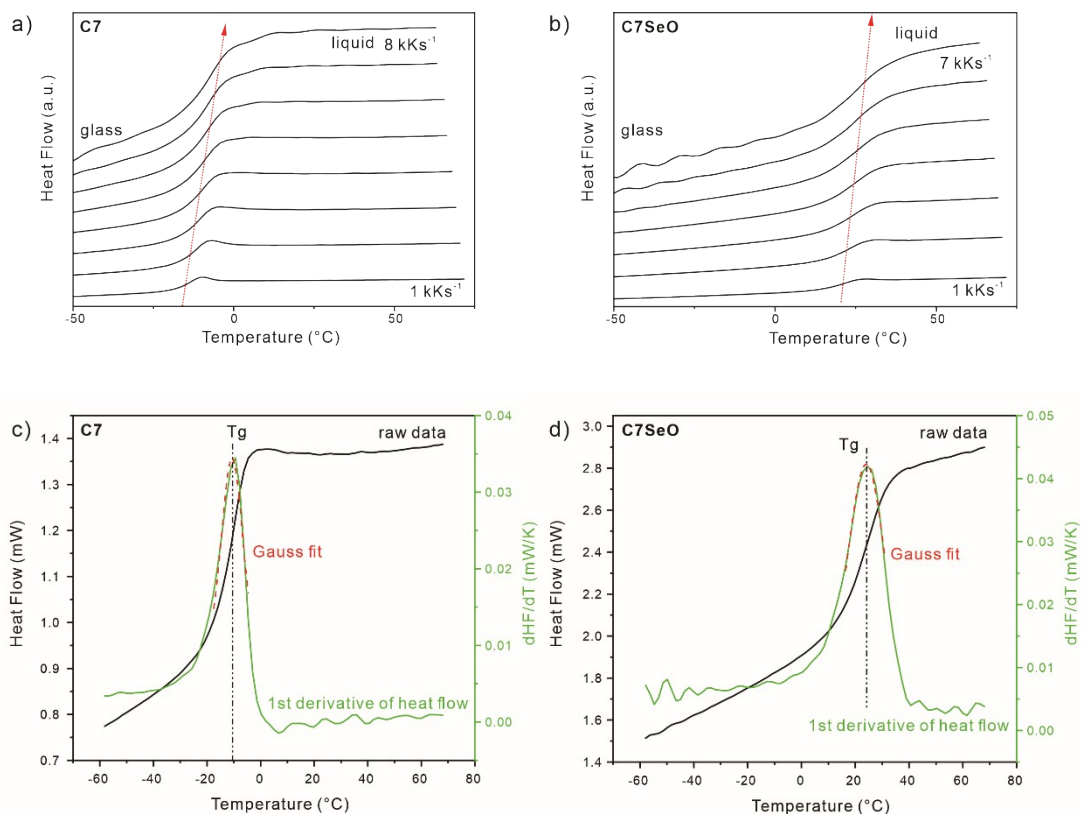 a)
C7
liquid 8 kKs⁻¹
glass
1 kKs⁻¹
Heat Flow (a.u.)
-50 0 50
Temperature (°C)
b)
C7SeO
liquid
7 kKs⁻¹
glass
1 kKs⁻¹
Heat Flow (a.u.)
-50 0 50
Temperature (°C)
c)
C7
Tg
raw data
Gauss fit
1st derivative of heat flow
Heat Flow (mW)
1.4
1.3
1.2
1.1
1.0
0.9
0.8
0.7
0.04
0.03
0.02
0.01
0.00
dHF/dT (mW/K)
-60 -40 -20 0 20 40 60 80
Temperature (°C)
d)
C7SeO
Tg
raw data
Gauss fit
1st derivative of heat flow
Heat Flow (mW)
3.0
2.8
2.6
2.4
2.2
2.0
1.8
1.6
1.4
0.05
0.04
0.03
0.02
0.01
0.00
dHF/dT (mW/K)
-60 -40 -20 0 20 40 60 80
Temperature (°C)